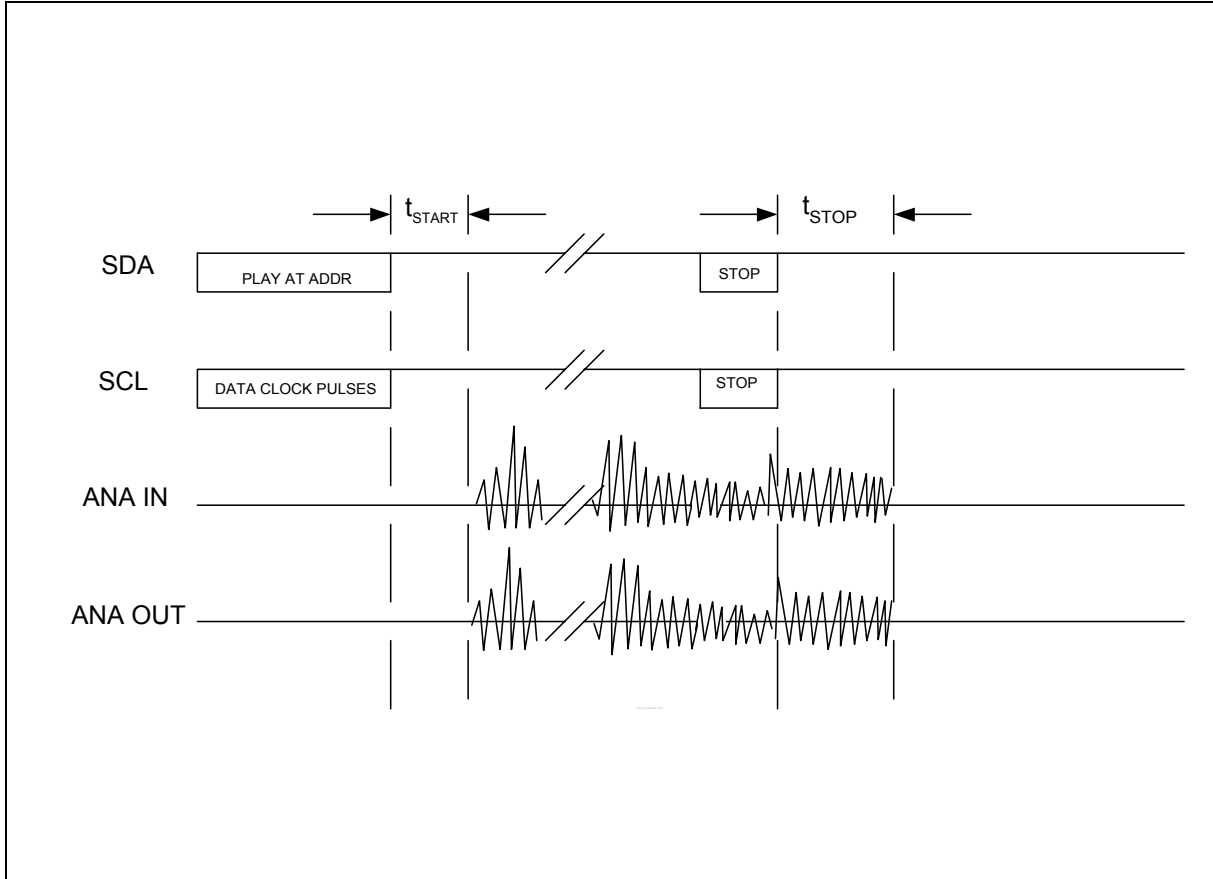 tSTART
tSTOP
SDA
PLAY AT ADDR
STOP
SCL
DATA CLOCK PULSES
STOP
ANA IN
ANA OUT